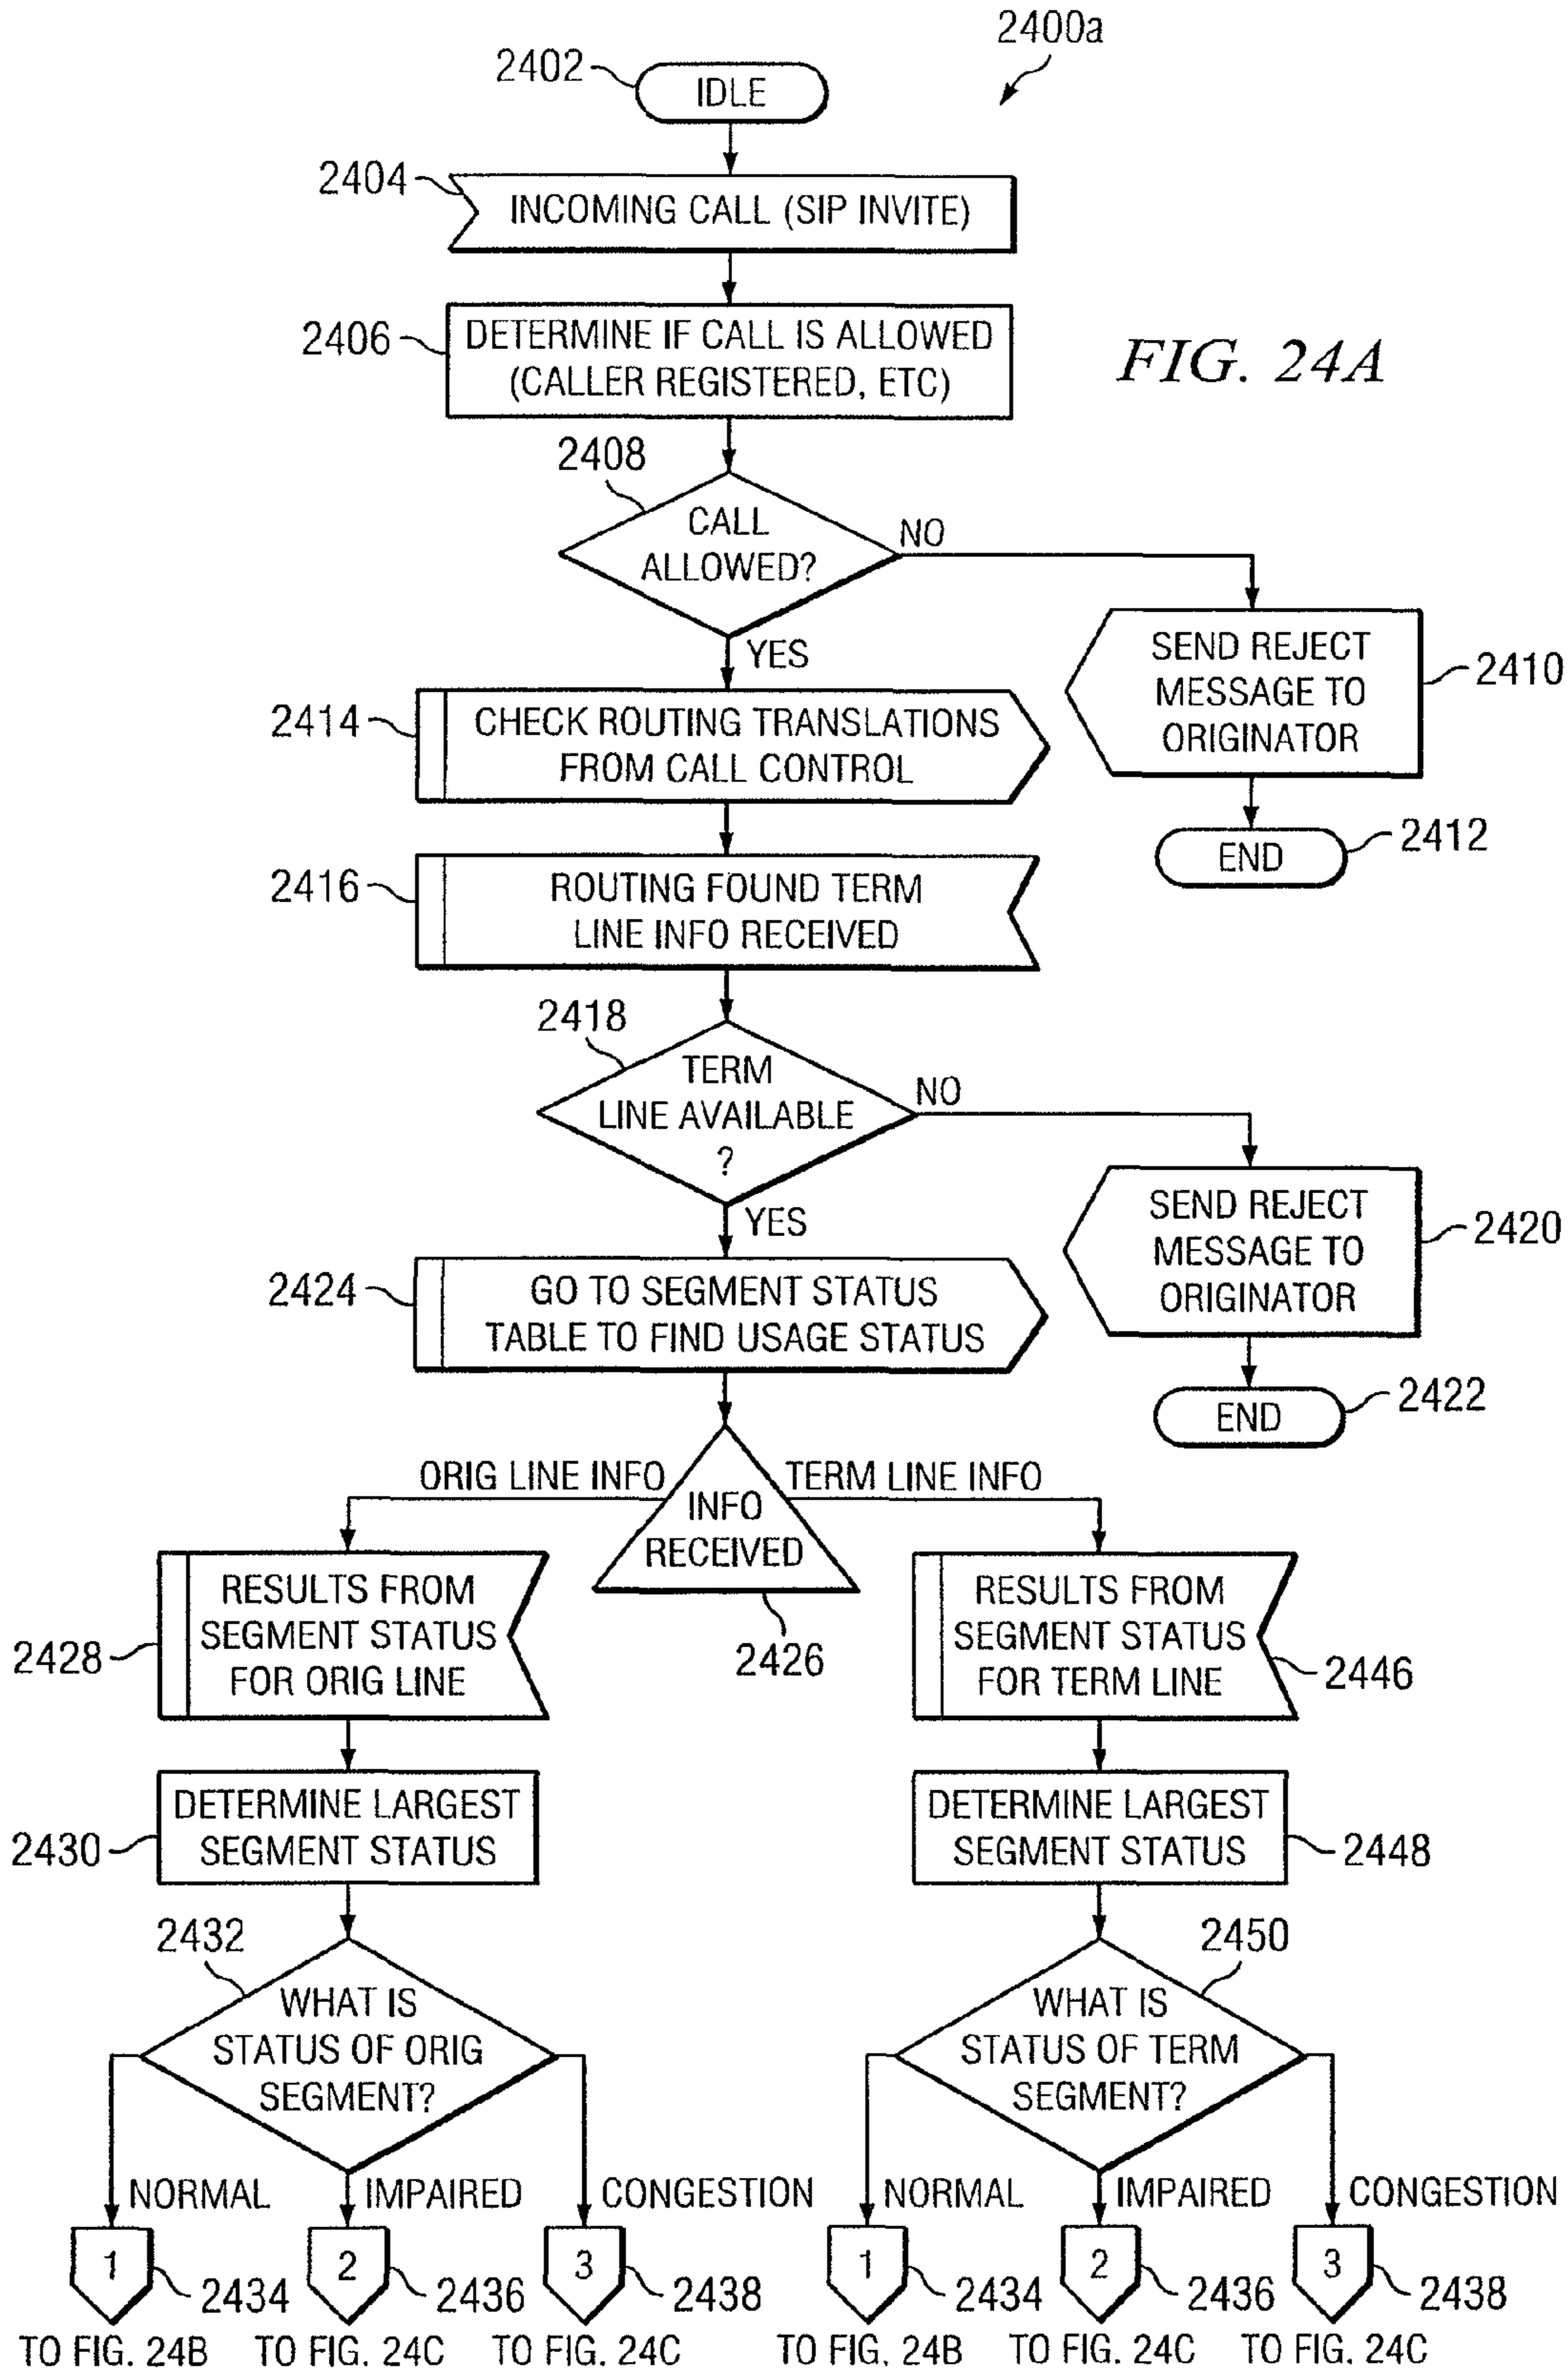 2400a
2402
IDLE
2404
INCOMING CALL (SIP INVITE)
2406
DETERMINE IF CALL IS ALLOWED
(CALLER REGISTERED, ETC)
FIG. 24A
2408
CALL
ALLOWED?
NO
YES
SEND REJECT
MESSAGE TO
ORIGINATOR
2410
2414
CHECK ROUTING TRANSLATIONS
FROM CALL CONTROL
END
2412
2416
ROUTING FOUND TERM
LINE INFO RECEIVED
2418
TERM
LINE AVAILABLE
?
NO
YES
SEND REJECT
MESSAGE TO
ORIGINATOR
2420
2424
GO TO SEGMENT STATUS
TABLE TO FIND USAGE STATUS
END
2422
ORIG LINE INFO
TERM LINE INFO
INFO
RECEIVED
2426
2428
RESULTS FROM
SEGMENT STATUS
FOR ORIG LINE
RESULTS FROM
SEGMENT STATUS
FOR TERM LINE
2446
2430
DETERMINE LARGEST
SEGMENT STATUS
DETERMINE LARGEST
SEGMENT STATUS
2448
2432
WHAT IS
STATUS OF ORIG
SEGMENT?
2450
WHAT IS
STATUS OF TERM
SEGMENT?
NORMAL
IMPAIRED
CONGESTION
NORMAL
IMPAIRED
CONGESTION
1
2434
2
2436
3
2438
1
2434
2
2436
3
2438
TO FIG. 24B
TO FIG. 24C
TO FIG. 24C
TO FIG. 24B
TO FIG. 24C
TO FIG. 24C